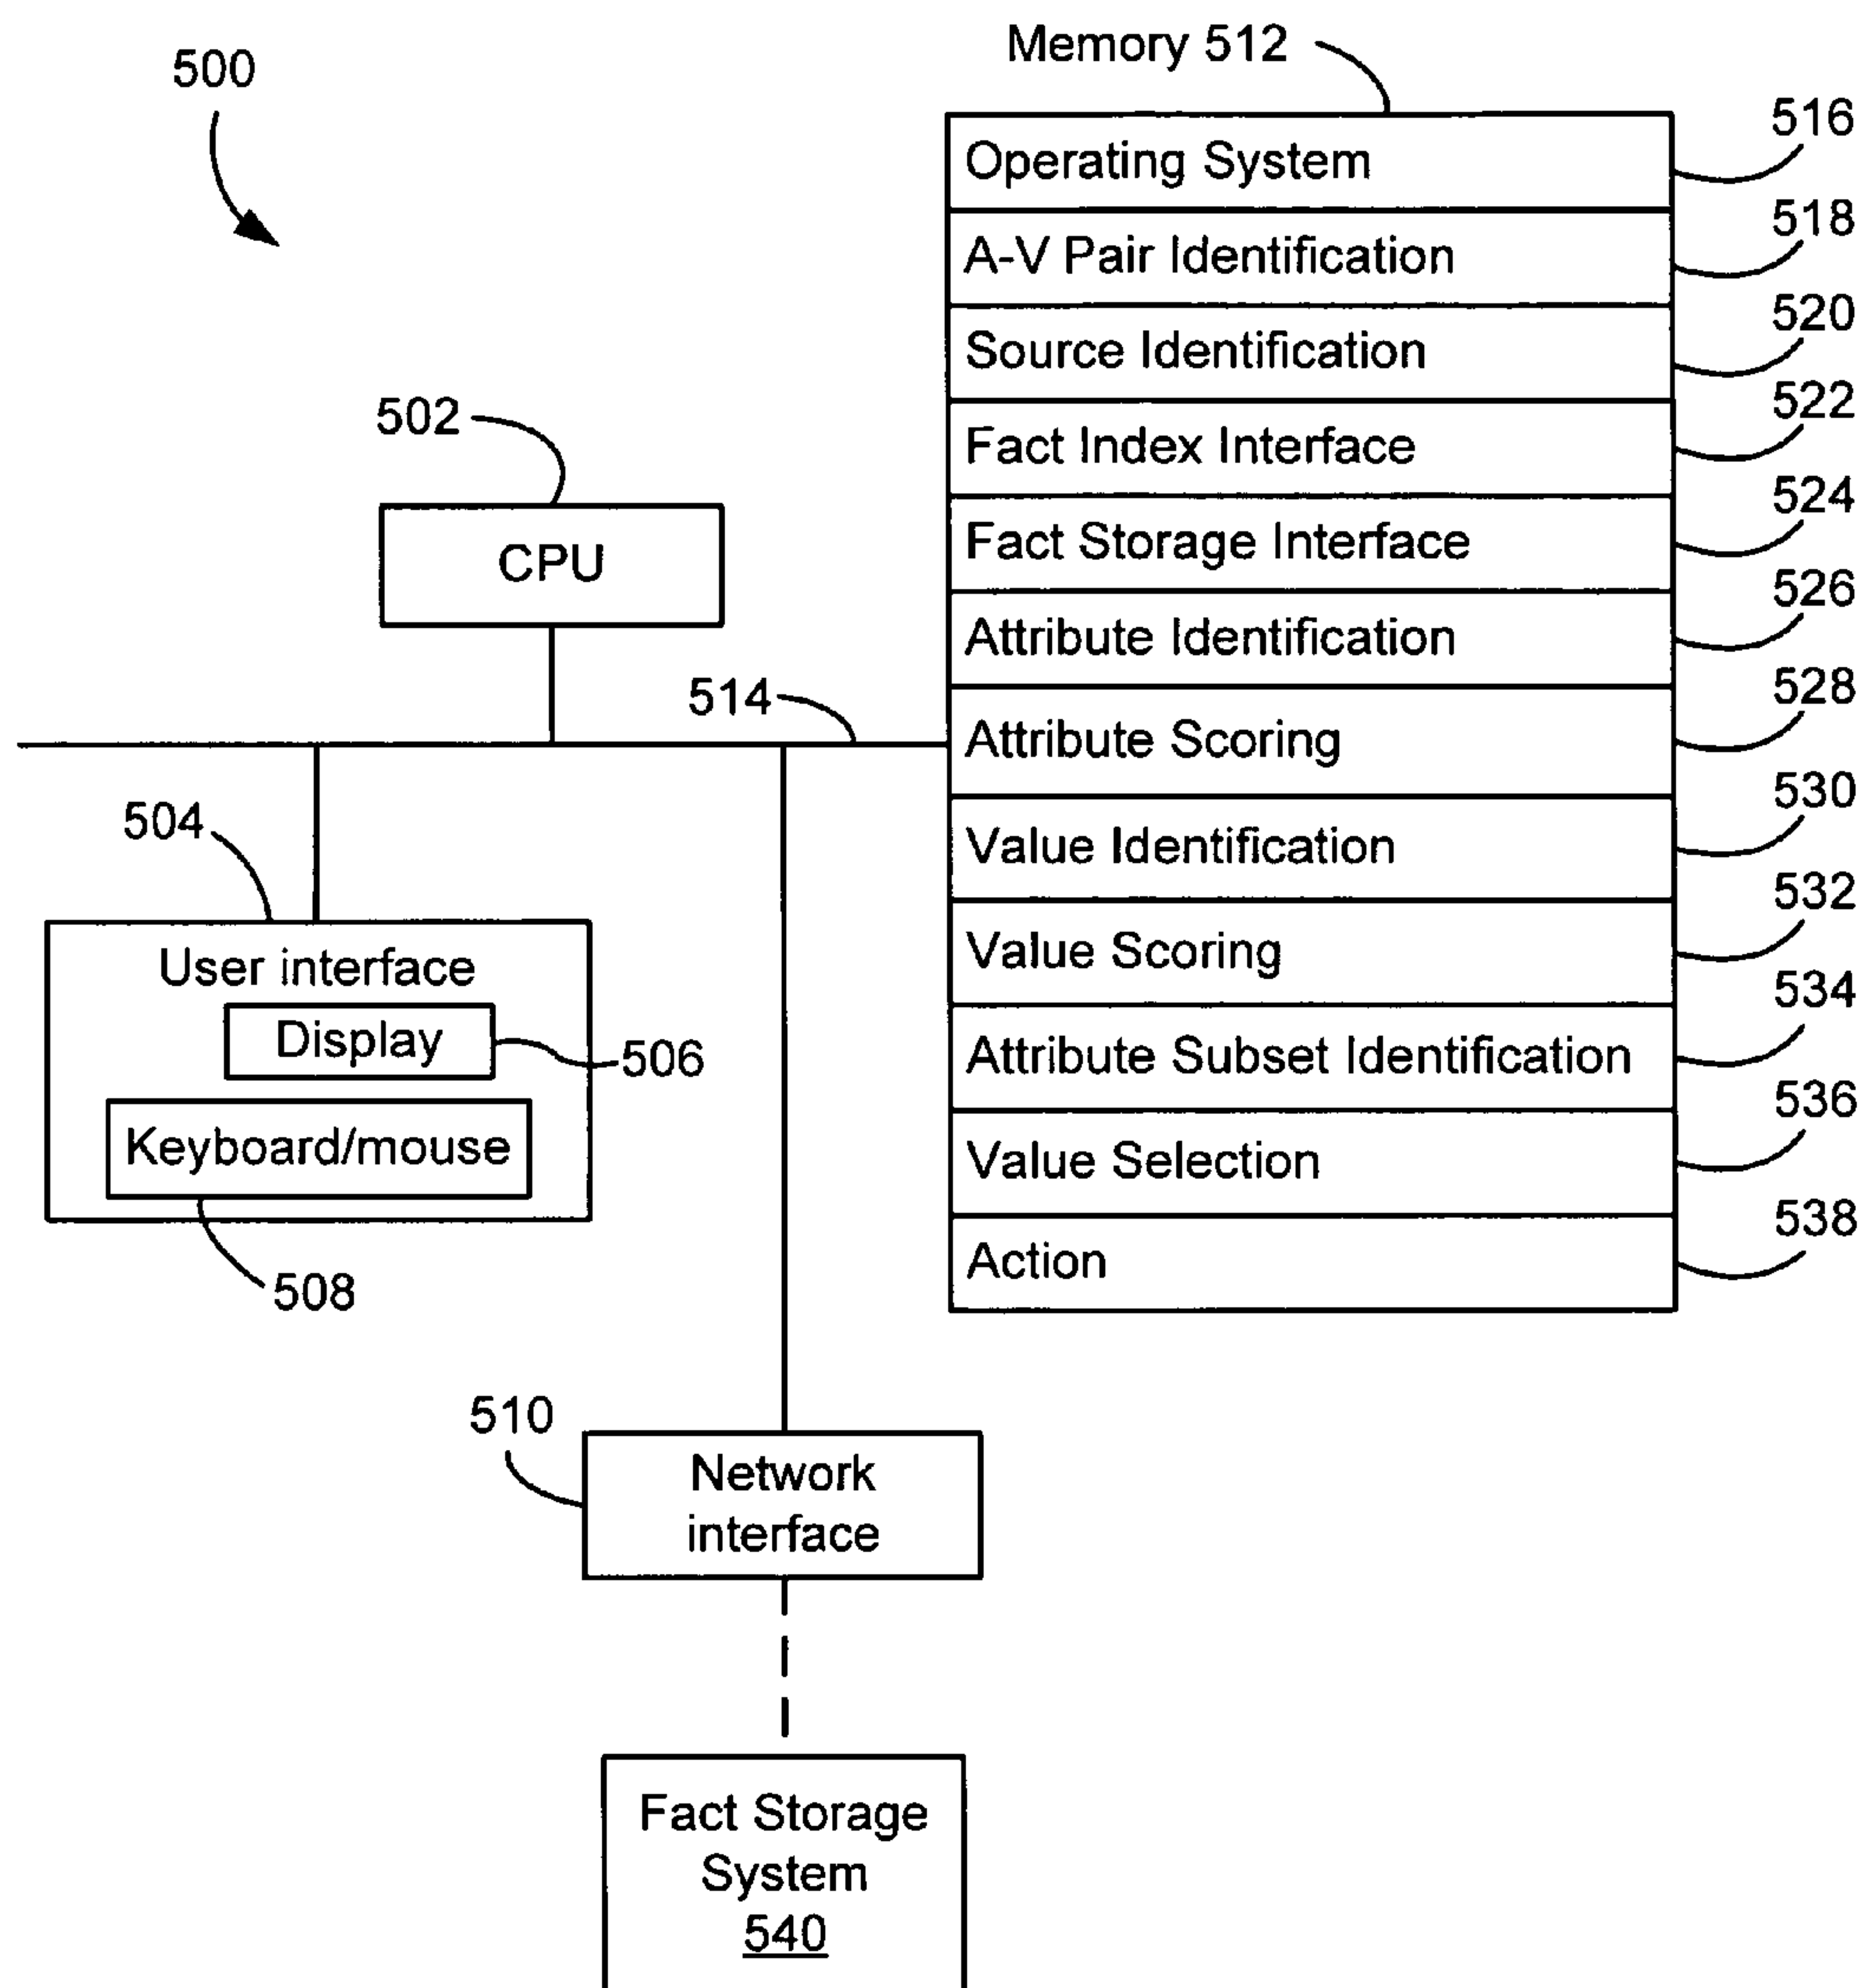 Memory 512
500
Operating System
516
A-V Pair Identification
518
Source Identification
520
Fact Index Interface
522
Fact Storage Interface
524
Attribute Identification
526
Attribute Scoring
528
Value Identification
530
Value Scoring
532
Attribute Subset Identification
534
Value Selection
536
Action
538
502
CPU
514
504
User interface
Display
506
Keyboard/mouse
508
510
Network
interface
Fact Storage
System
540